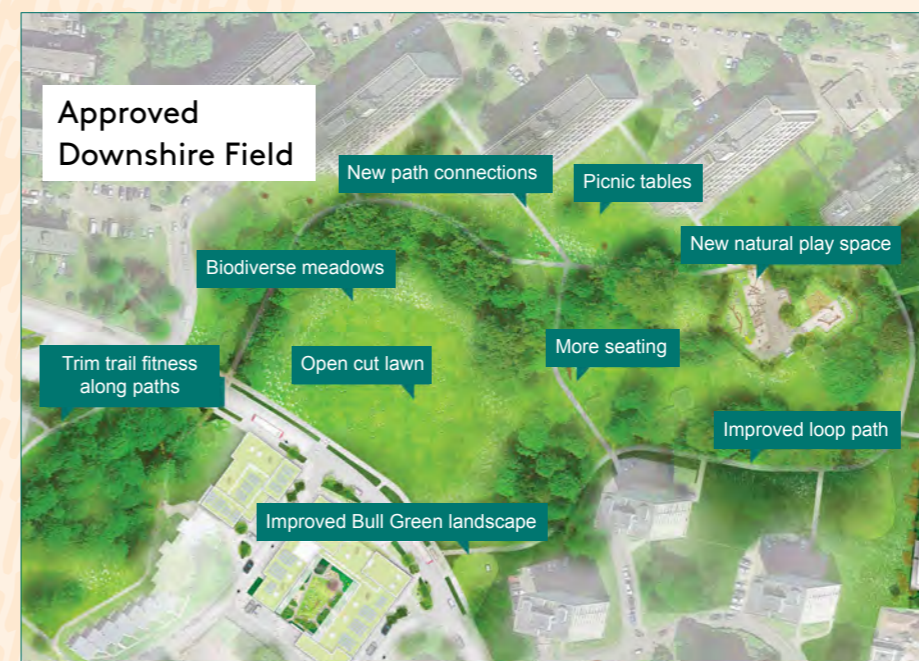 Approved
Downshire Field
New path connections
Picnic tables
New natural play space
Biodiverse meadows
More seating
Open cut lawn
Trim trail fitness
along paths
Improved loop path
Improved Bull Green landscape